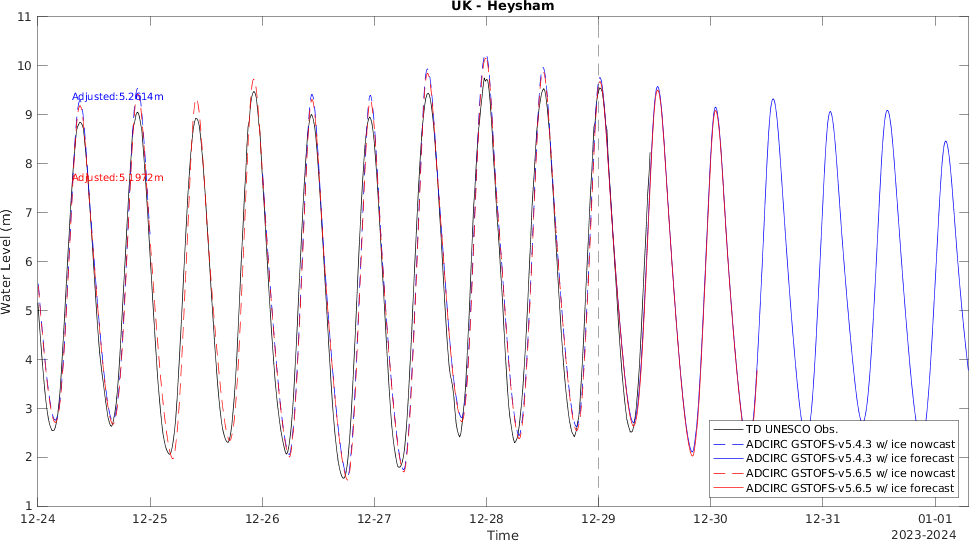 UK - Heysham
11
10
9
8
7
6
5
4
3
2
1
Water Level (m)
Adjusted:5.2614m
Adjusted:5.1972m
TD UNESCO Obs.
ADCIRC GSTOFS-v5.4.3 w/ ice nowcast
ADCIRC GSTOFS-v5.4.3 w/ ice forecast
ADCIRC GSTOFS-v5.6.5 w/ ice nowcast
ADCIRC GSTOFS-v5.6.5 w/ ice forecast
12-24 12-25 12-26 12-27 12-28 12-29 12-30 12-31 01-01
Time
2023-2024